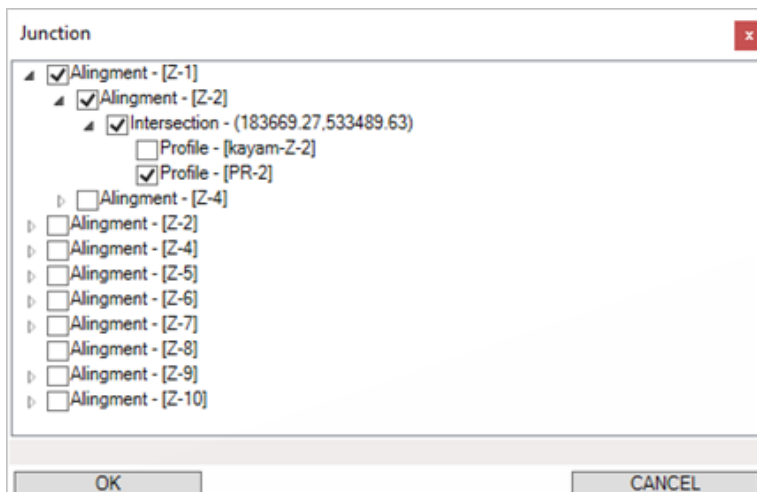 Junction
x
Alingment - [Z-1]
Alingment - [Z-2]
Intersection - (183669.27,533489.63)
Profile - [kayam-Z-2]
Profile - [PR-2]
Alingment - [Z-4]
Alingment - [Z-2]
Alingment - [Z-4]
Alingment - [Z-5]
Alingment - [Z-6]
Alingment - [Z-7]
Alingment - [Z-8]
Alingment - [Z-9]
Alingment - [Z-10]
OK CANCEL